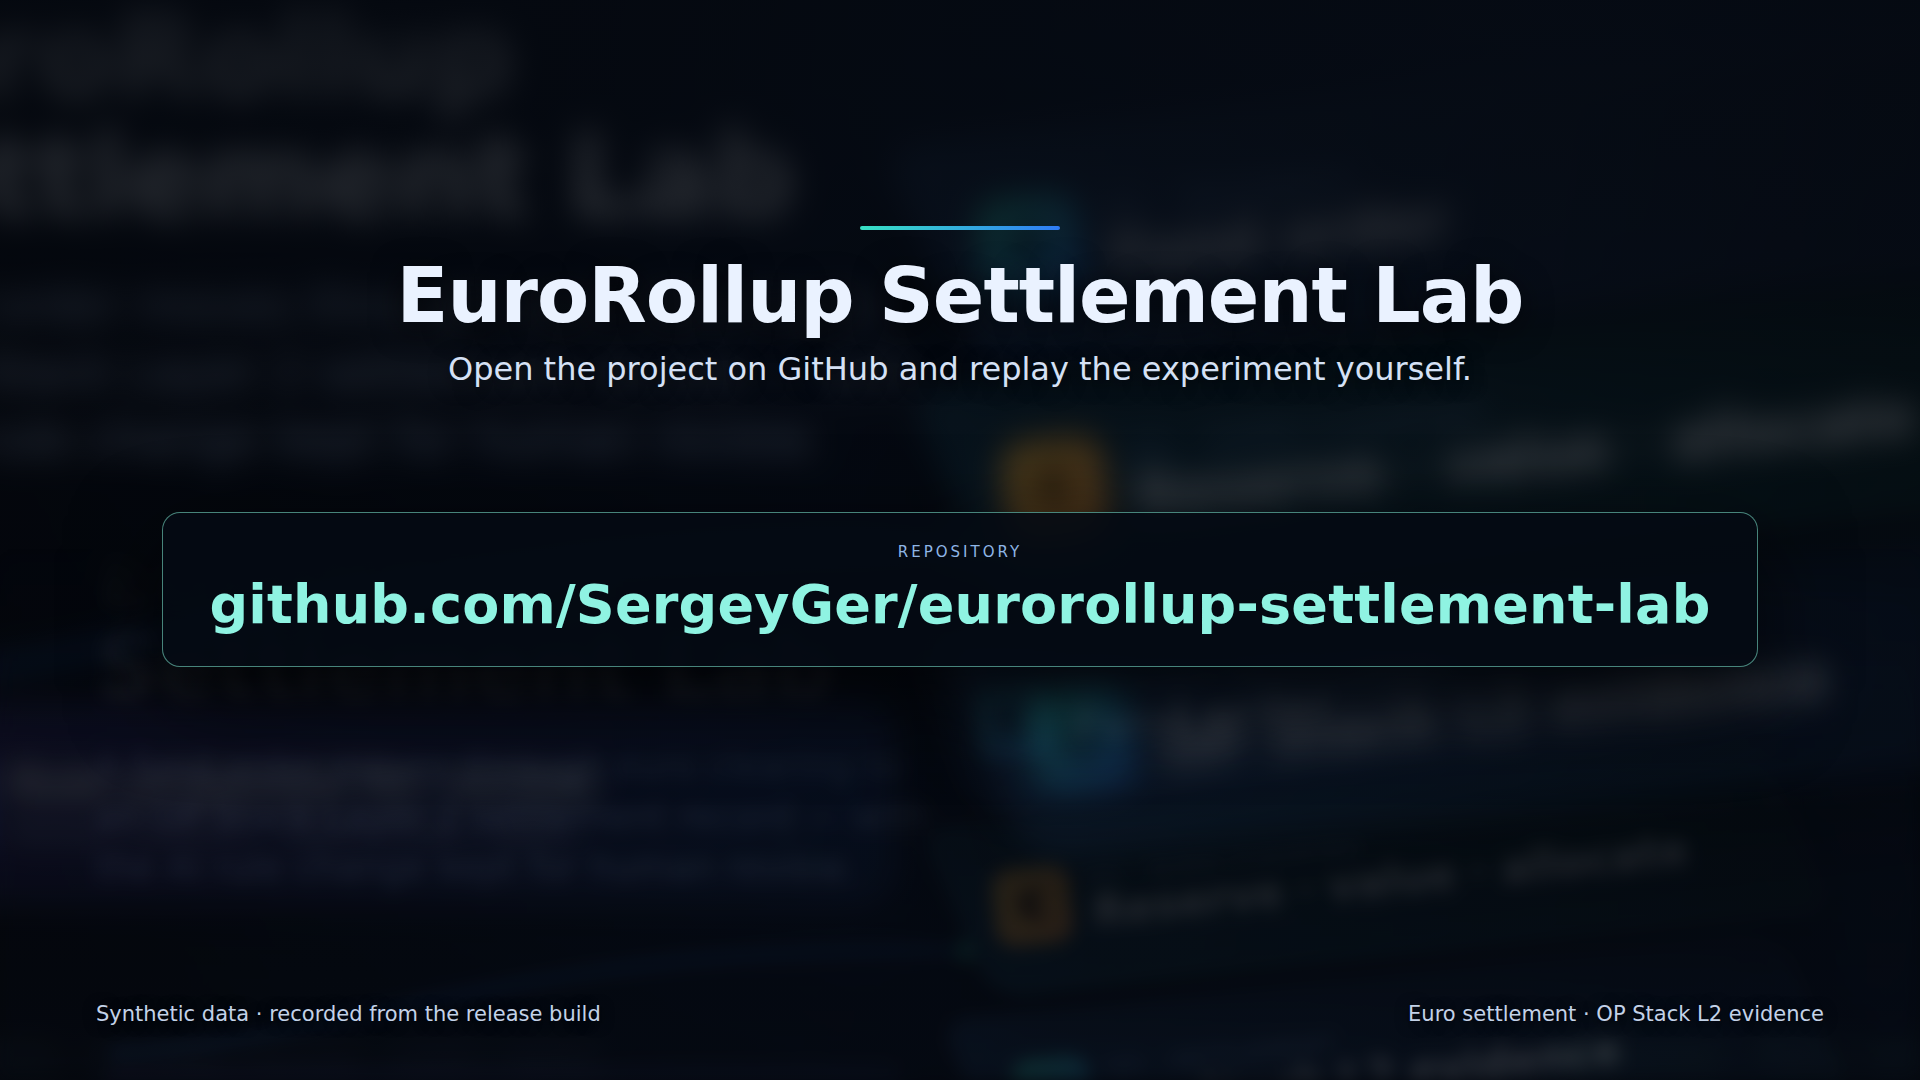 EuroRollup Settlement Lab
Open the project on GitHub and replay the experiment yourself.
REPOSITORY
github.com/SergeyGer/eurorollup-settlement-lab
Synthetic data · recorded from the release build
Euro settlement · OP Stack L2 evidence